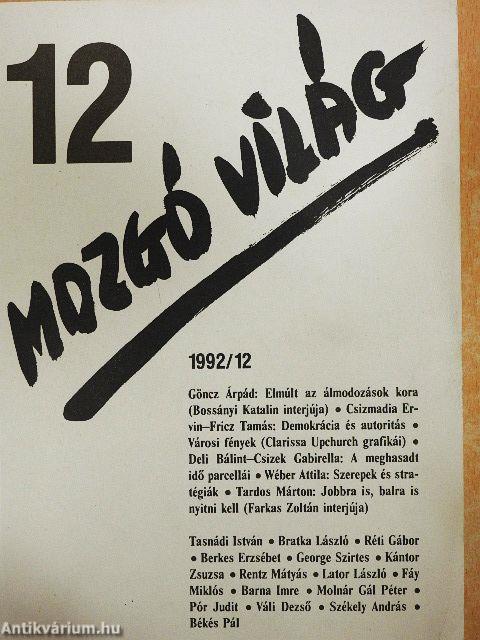 12
MOZGÓ VILÁG
1992/12
Göncz Árpád: Elmúlt az álmodozások kora
(Bossányi Katalin interjúja) • Csizmadia Er-
vin–Fricz Tamás: Demokrácia és autoritás •
Városi fények (Clarissa Upchurch grafikái) •
Deli Bálint–Csizek Gabirella: A meghasadt
idő parcellái • Wéber Attila: Szerepek és stra-
tégiák • Tardos Márton: Jobbra is, balra is
nyitni kell (Farkas Zoltán interjúja)
Tasnádi István • Bratka László • Réti Gábor
• Berkes Erzsébet • George Szirtes • Kántor
Zsuzsa • Rentz Mátyás • Lator László • Fáy
Miklós • Barna Imre • Molnár Gál Péter •
Pór Judit • Váli Dezső • Székely András •
Békés Pál
Antikvárium.hu